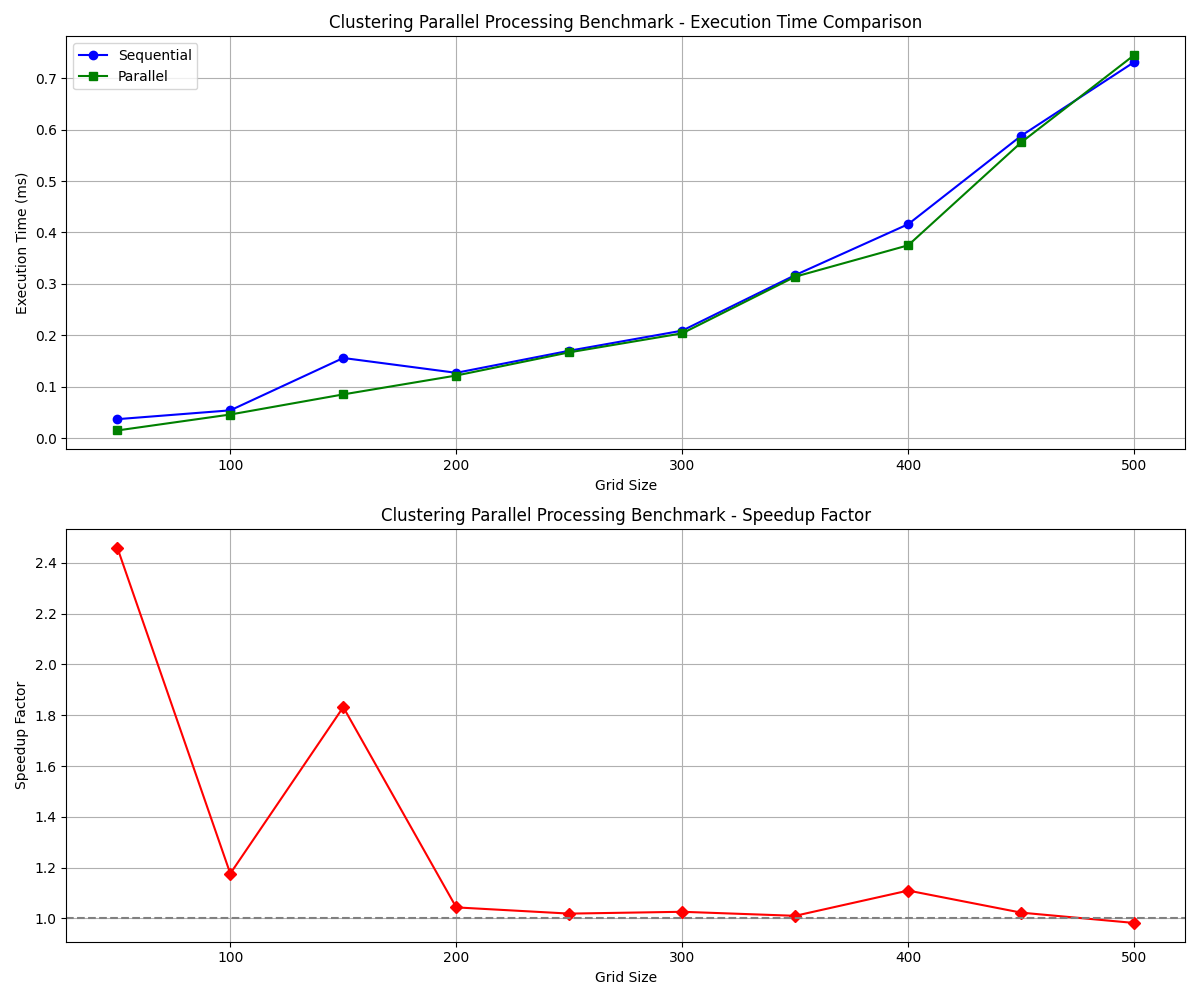 Clustering Parallel Processing Benchmark - Execution Time Comparison
Sequential
Parallel
Execution Time (ms)
0.7
0.6
0.5
0.4
0.3
0.2
0.1
0.0
100 200 300 400 500
Grid Size
Clustering Parallel Processing Benchmark - Speedup Factor
Speedup Factor
2.4
2.2
2.0
1.8
1.6
1.4
1.2
1.0
100 200 300 400 500
Grid Size